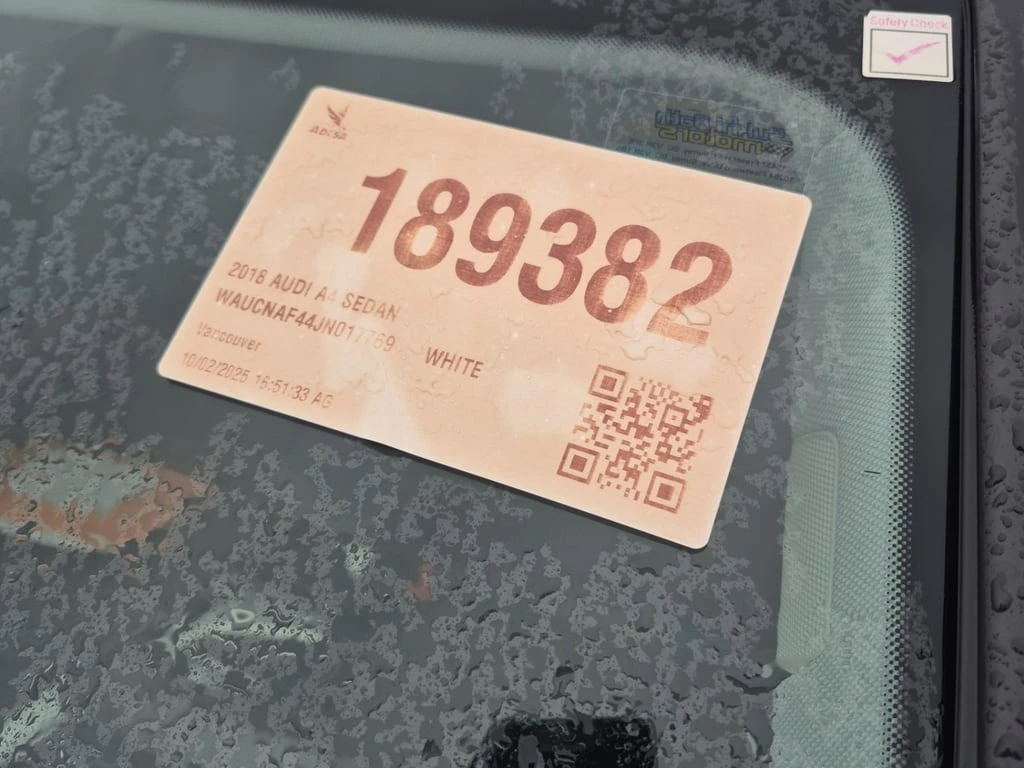 Safety Check
ADESA
189382
2018 AUDI A4 SEDAN
WAUCNAF44JN017769 WHITE
Vancouver
10/02/2025 16:51:33 AG